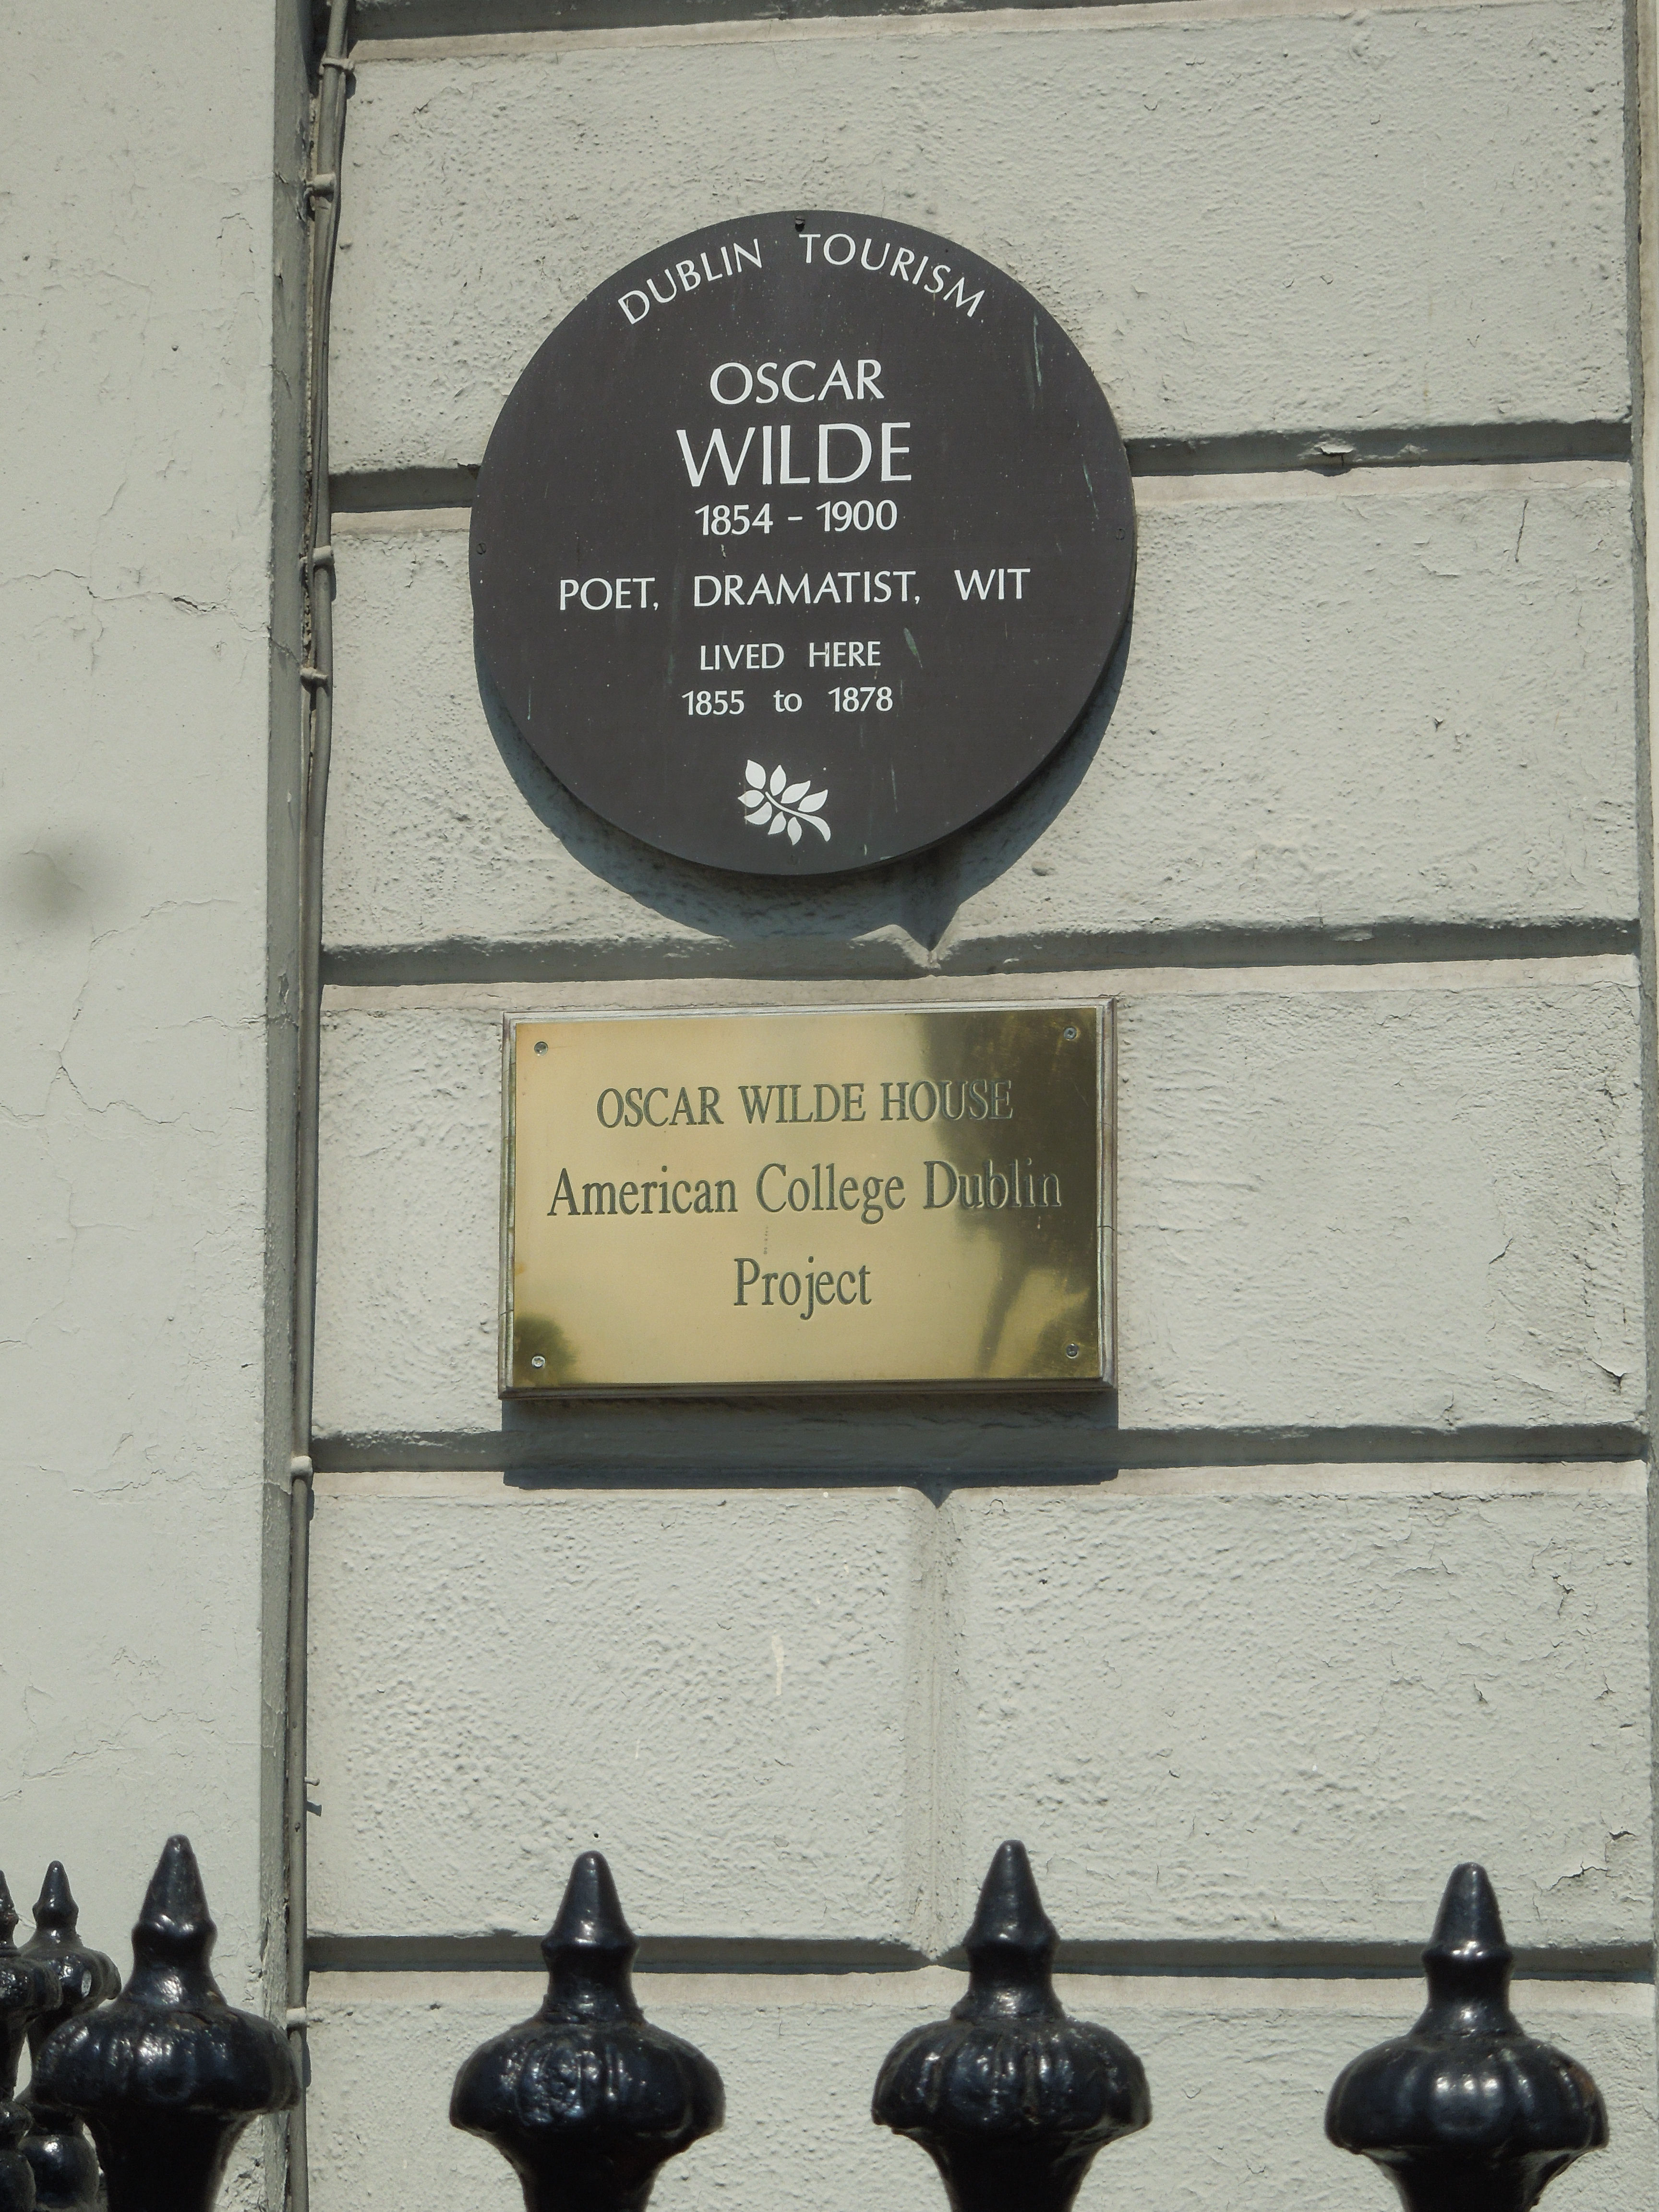 DUBLIN TOURISM
OSCAR
WILDE
1854 - 1900
POET, DRAMATIST, WIT
LIVED HERE
1855 to 1878
OSCAR WILDE HOUSE
American College Dublin
Project